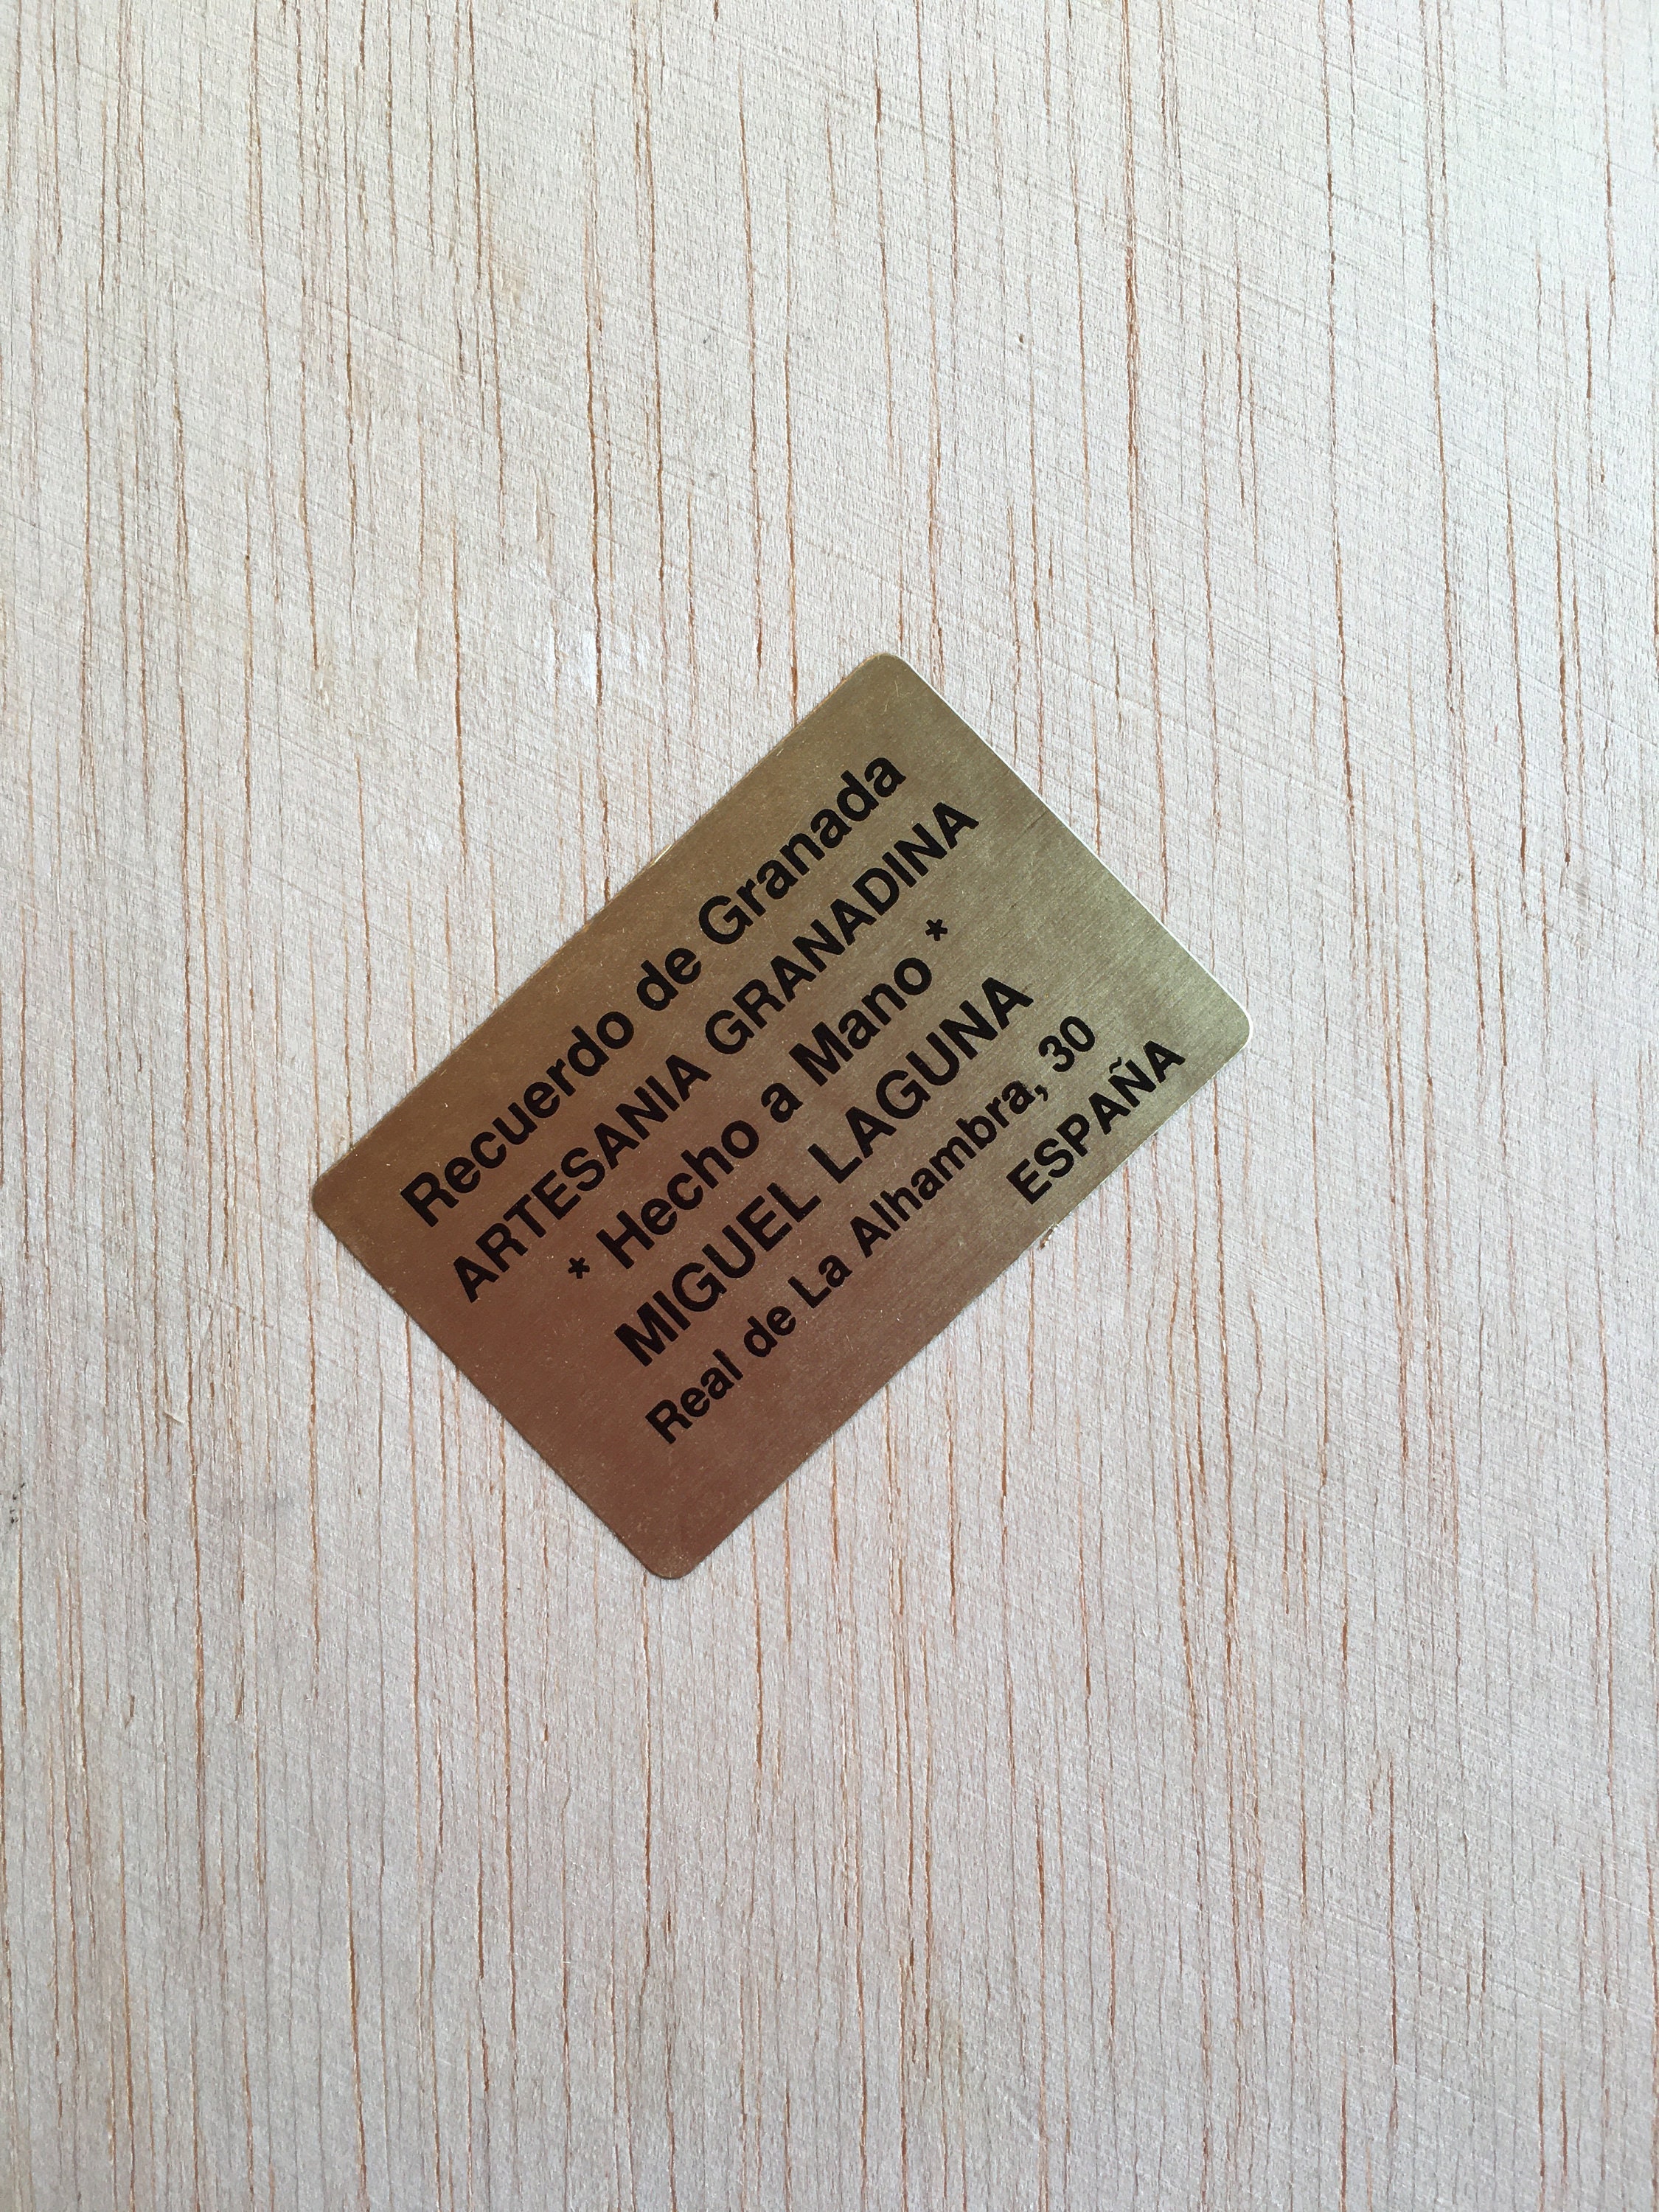 Recuerdo de Granada
ARTESANIA GRANADINA
* Hecho a Mano *
MIGUEL LAGUNA
Real de La Alhambra, 30
ESPAÑA